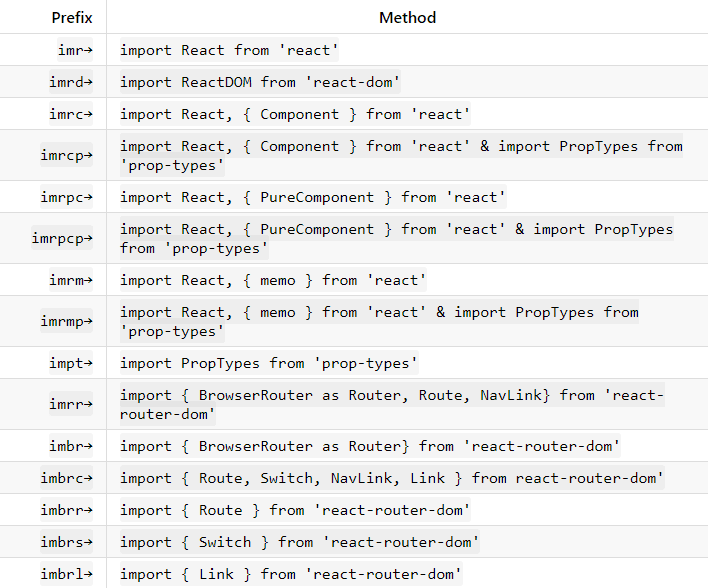 Prefix Method
imr→ import React from 'react'
imrd→ import ReactDOM from 'react-dom'
imrc→ import React, { Component } from 'react'
imrcp→ import React, { Component } from 'react' & import PropTypes from
'prop-types'
imrpc→ import React, { PureComponent } from 'react'
imrpcp→ import React, { PureComponent } from 'react' & import PropTypes
from 'prop-types'
imrm→ import React, { memo } from 'react'
imrmp→ import React, { memo } from 'react' & import PropTypes from
'prop-types'
impt→ import PropTypes from 'prop-types'
imrr→ import { BrowserRouter as Router, Route, NavLink} from 'react-
router-dom'
imbr→ import { BrowserRouter as Router} from 'react-router-dom'
imbrc→ import { Route, Switch, NavLink, Link } from react-router-dom'
imbrr→ import { Route } from 'react-router-dom'
imbrs→ import { Switch } from 'react-router-dom'
imbrl→ import { Link } from 'react-router-dom'